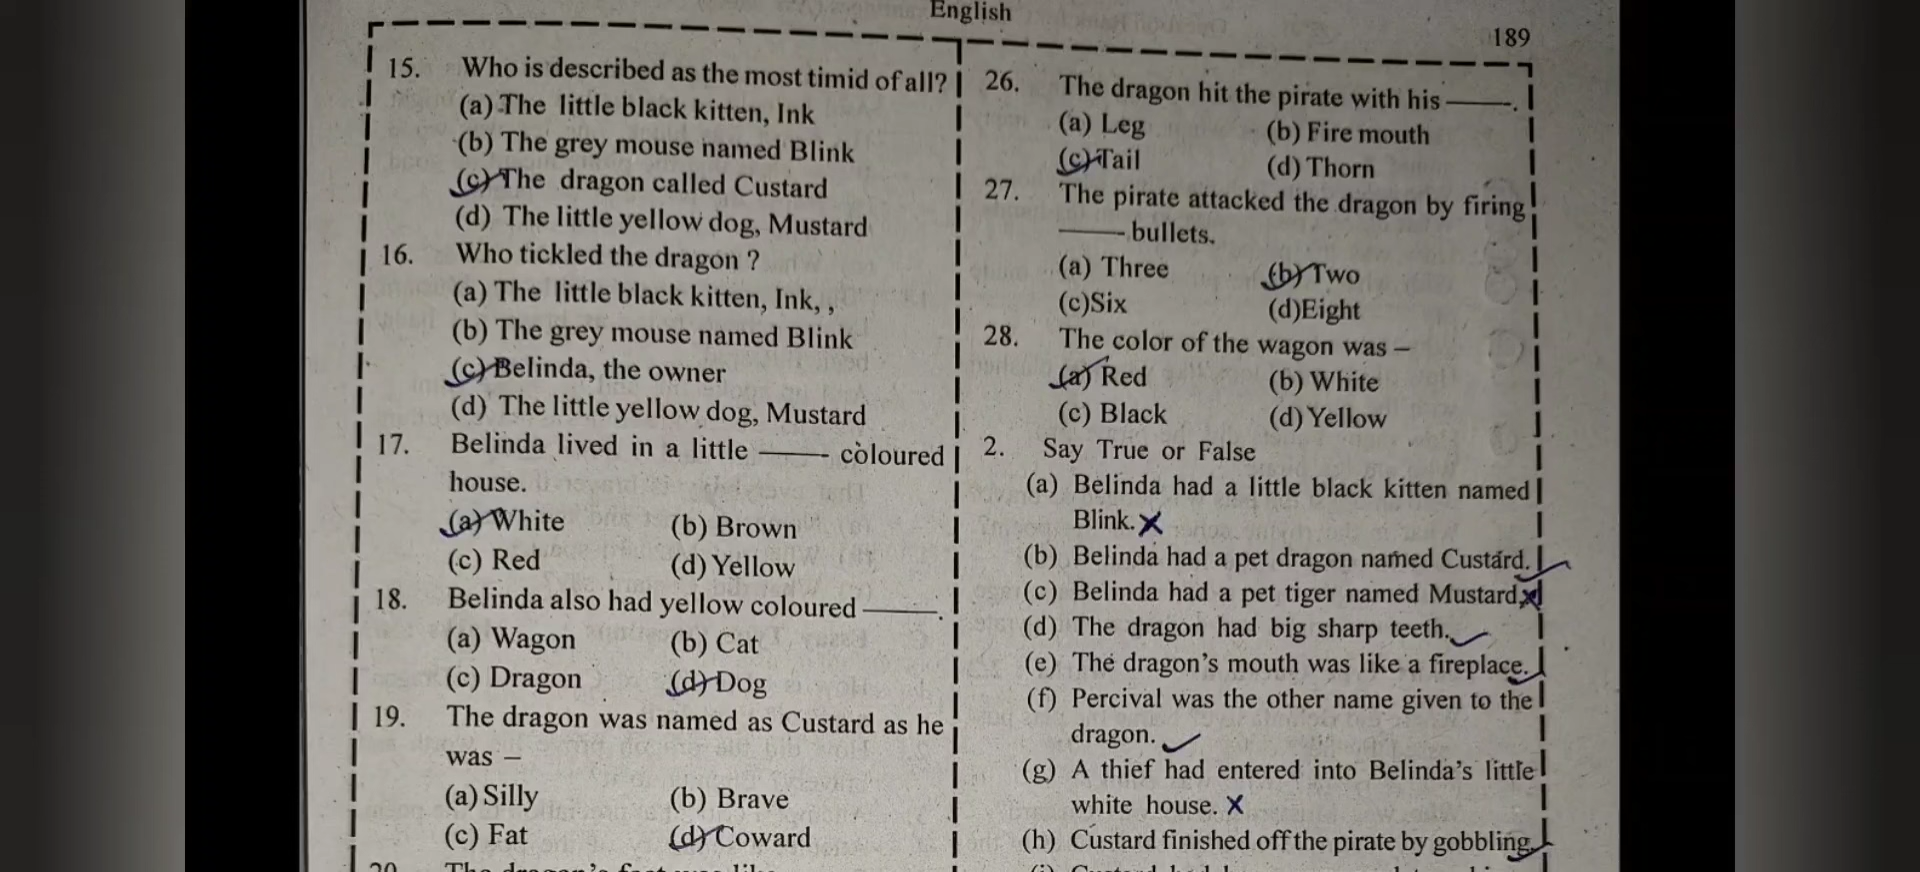 English
189
15. Who is described as the most timid of all?
(a) The little black kitten, Ink
(b) The grey mouse named Blink
(c) The dragon called Custard
(d) The little yellow dog, Mustard
16. Who tickled the dragon ?
(a) The little black kitten, Ink, ,
(b) The grey mouse named Blink
(c) Belinda, the owner
(d) The little yellow dog, Mustard
17. Belinda lived in a little —— coloured
house.
(a) White (b) Brown
(c) Red (d) Yellow
18. Belinda also had yellow coloured ——.
(a) Wagon (b) Cat
(c) Dragon (d) Dog
19. The dragon was named as Custard as he
was –
(a) Silly (b) Brave
(c) Fat (d) Coward
26. The dragon hit the pirate with his ——.
(a) Leg (b) Fire mouth
(c) Tail (d) Thorn
27. The pirate attacked the dragon by firing
—— bullets.
(a) Three (b) Two
(c)Six (d)Eight
28. The color of the wagon was –
(a) Red (b) White
(c) Black (d) Yellow
2. Say True or False
(a) Belinda had a little black kitten named
Blink. X
(b) Belinda had a pet dragon named Custard.
(c) Belinda had a pet tiger named Mustard X
(d) The dragon had big sharp teeth.
(e) The dragon's mouth was like a fireplace.
(f) Percival was the other name given to the
dragon.
(g) A thief had entered into Belinda's little
white house. X
(h) Custard finished off the pirate by gobbling.